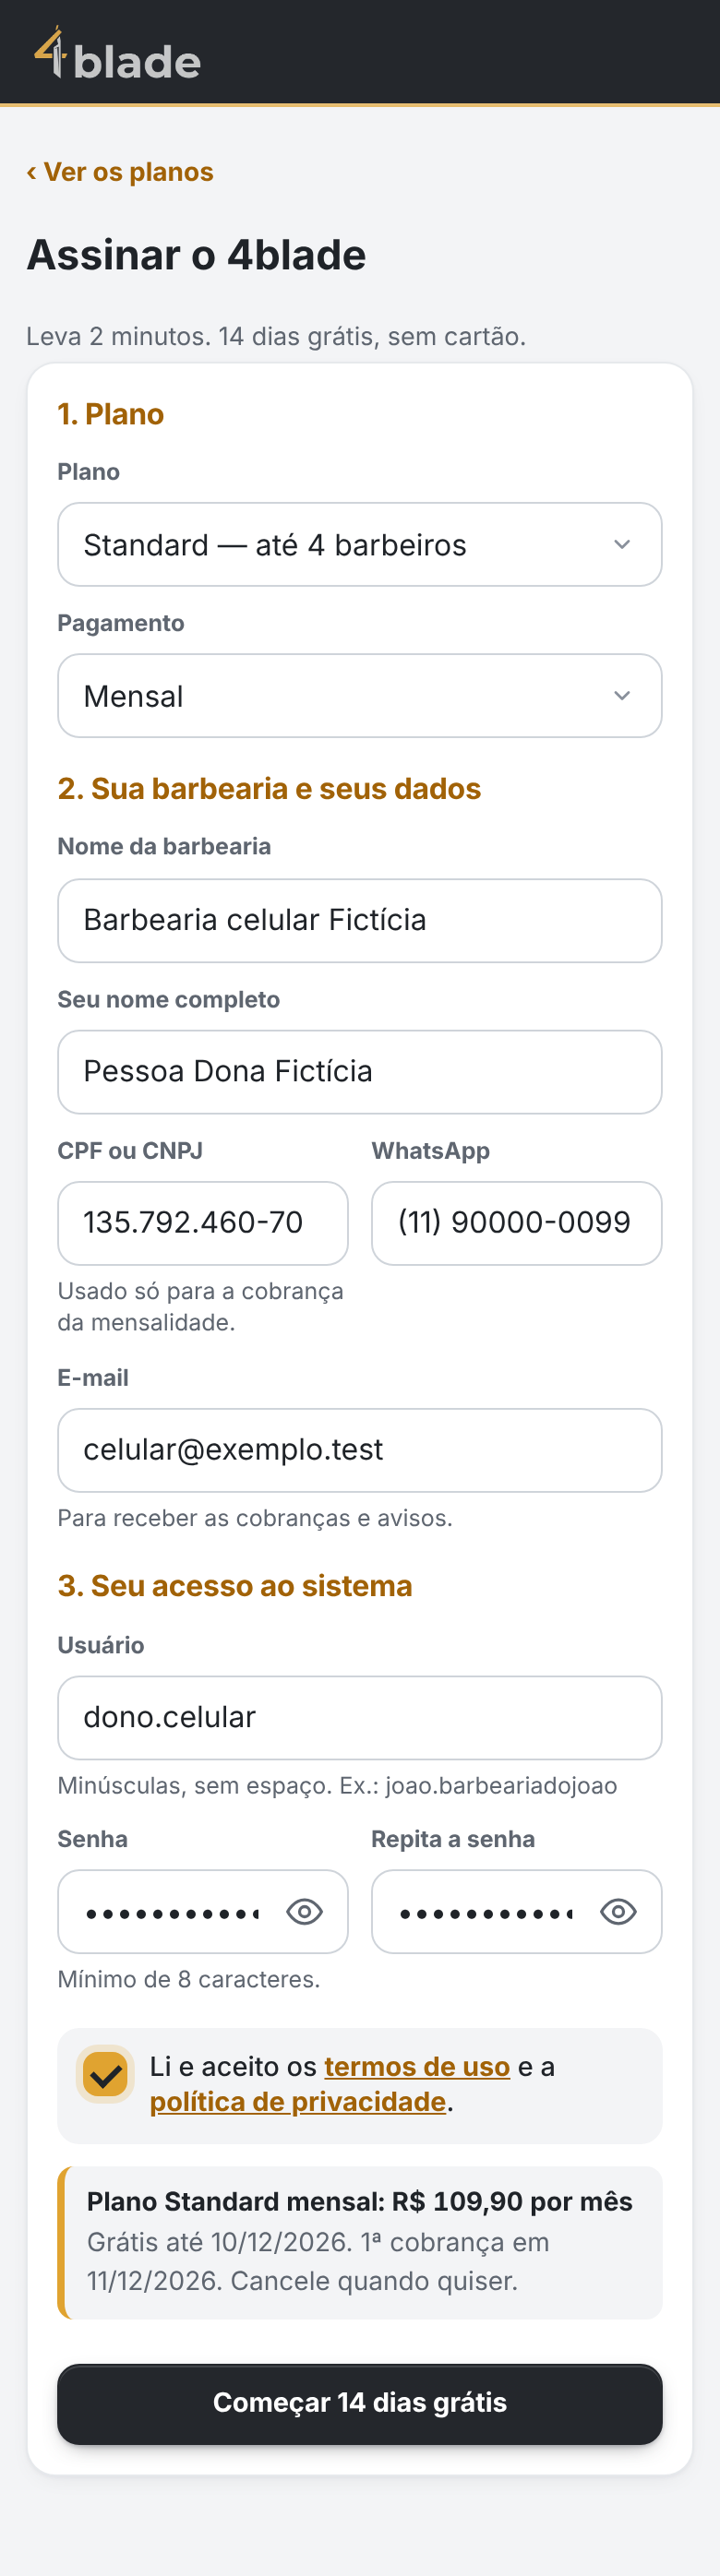 4blade
‹ Ver os planos
Assinar o 4blade
Leva 2 minutos. 14 dias grátis, sem cartão.
1. Plano
Plano
Standard — até 4 barbeiros
Pagamento
Mensal
2. Sua barbearia e seus dados
Nome da barbearia
Barbearia celular Fictícia
Seu nome completo
Pessoa Dona Fictícia
CPF ou CNPJ
135.792.460-70
Usado só para a cobrança
da mensalidade.
WhatsApp
(11) 90000-0099
E-mail
celular@exemplo.test
Para receber as cobranças e avisos.
3. Seu acesso ao sistema
Usuário
dono.celular
Minúsculas, sem espaço. Ex.: joao.barbeariadojoao
Senha
Mínimo de 8 caracteres.
Repita a senha
Li e aceito os termos de uso e a
política de privacidade.
Plano Standard mensal: R$ 109,90 por mês
Grátis até 10/12/2026. 1ª cobrança em
11/12/2026. Cancele quando quiser.
Começar 14 dias grátis